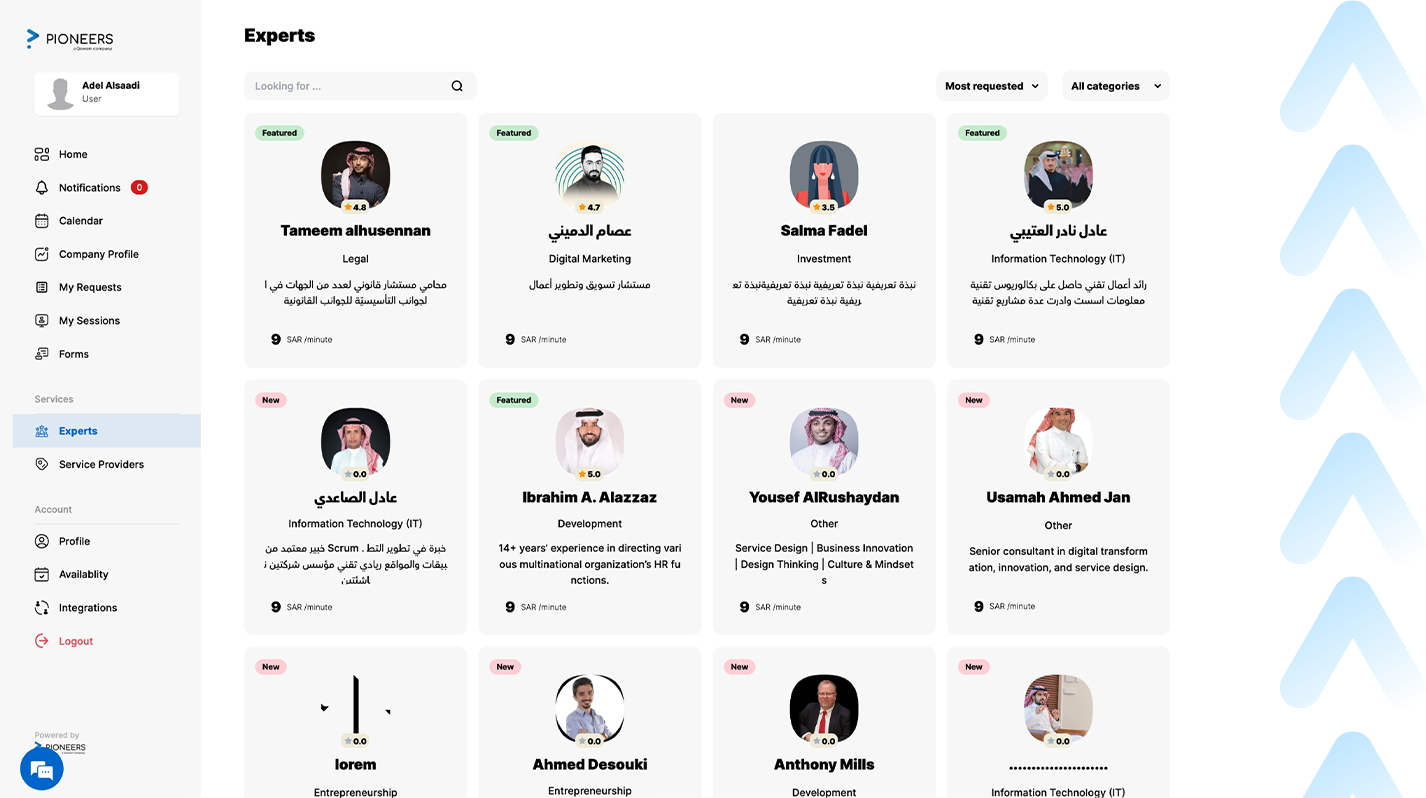 PIONEERS
a Qowwm company
Adel Alsaadi
User
Home
Notifications 0
Calendar
Company Profile
My Requests
My Sessions
Forms
Services
Experts
Service Providers
Account
Profile
Availablity
Integrations
Logout
Powered by
PIONEERS
Experts
Looking for ...
Most requested
All categories
Featured
4.8
Tameem alhusennan
Legal
محامي مستشار قانوني لعدد من الجهات في ا
لجوانب التأسيسيّة للجوانب القانونية
9 SAR /minute
Featured
4.7
عصام الدميني
Digital Marketing
مستشار تسويق وتطوير أعمال
9 SAR /minute
3.5
Salma Fadel
Investment
نبذة تعريفية نبذة تعريفية نبذة تعريفيةنبذة تع
ريفية نبذة تعريفية
9 SAR /minute
Featured
5.0
عادل نادر العتيبي
Information Technology (IT)
رائد أعمال تقني حاصل على بكالوريوس تقنية
معلومات اسست وادرت عدة مشاريع تقنية
9 SAR /minute
New
0.0
عادل الصاعدي
Information Technology (IT)
خبير معتمد من Scrum . خبرة في تطوير التط
بيقات والمواقع ريادي تقني مؤسس شركتين ن
اشئتين
9 SAR /minute
Featured
5.0
Ibrahim A. Alazzaz
Development
14+ years’ experience in directing vari
ous multinational organization’s HR fu
nctions.
9 SAR /minute
New
0.0
Yousef AlRushaydan
Other
Service Design | Business Innovation
| Design Thinking | Culture & Mindset
s
9 SAR /minute
New
0.0
Usamah Ahmed Jan
Other
Senior consultant in digital transform
ation, innovation, and service design.
9 SAR /minute
New
0.0
lorem
Entrepreneurship
New
0.0
Ahmed Desouki
Entrepreneurship
New
0.0
Anthony Mills
Development
New
0.0
......................
Information Technology (IT)